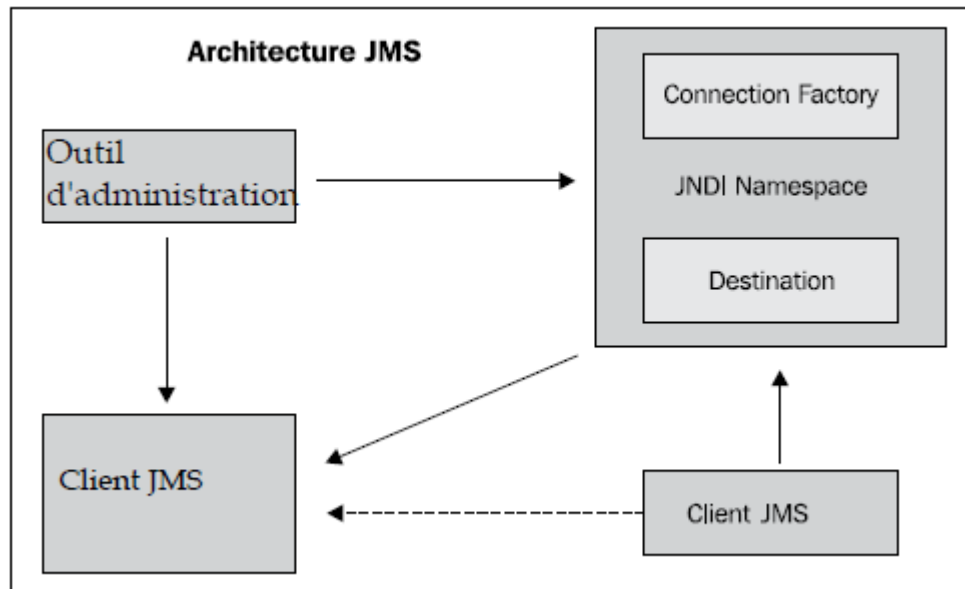 Architecture JMS
Connection Factory
Outil
d'administration
JNDI Namespace
Destination
Client JMS
Client JMS